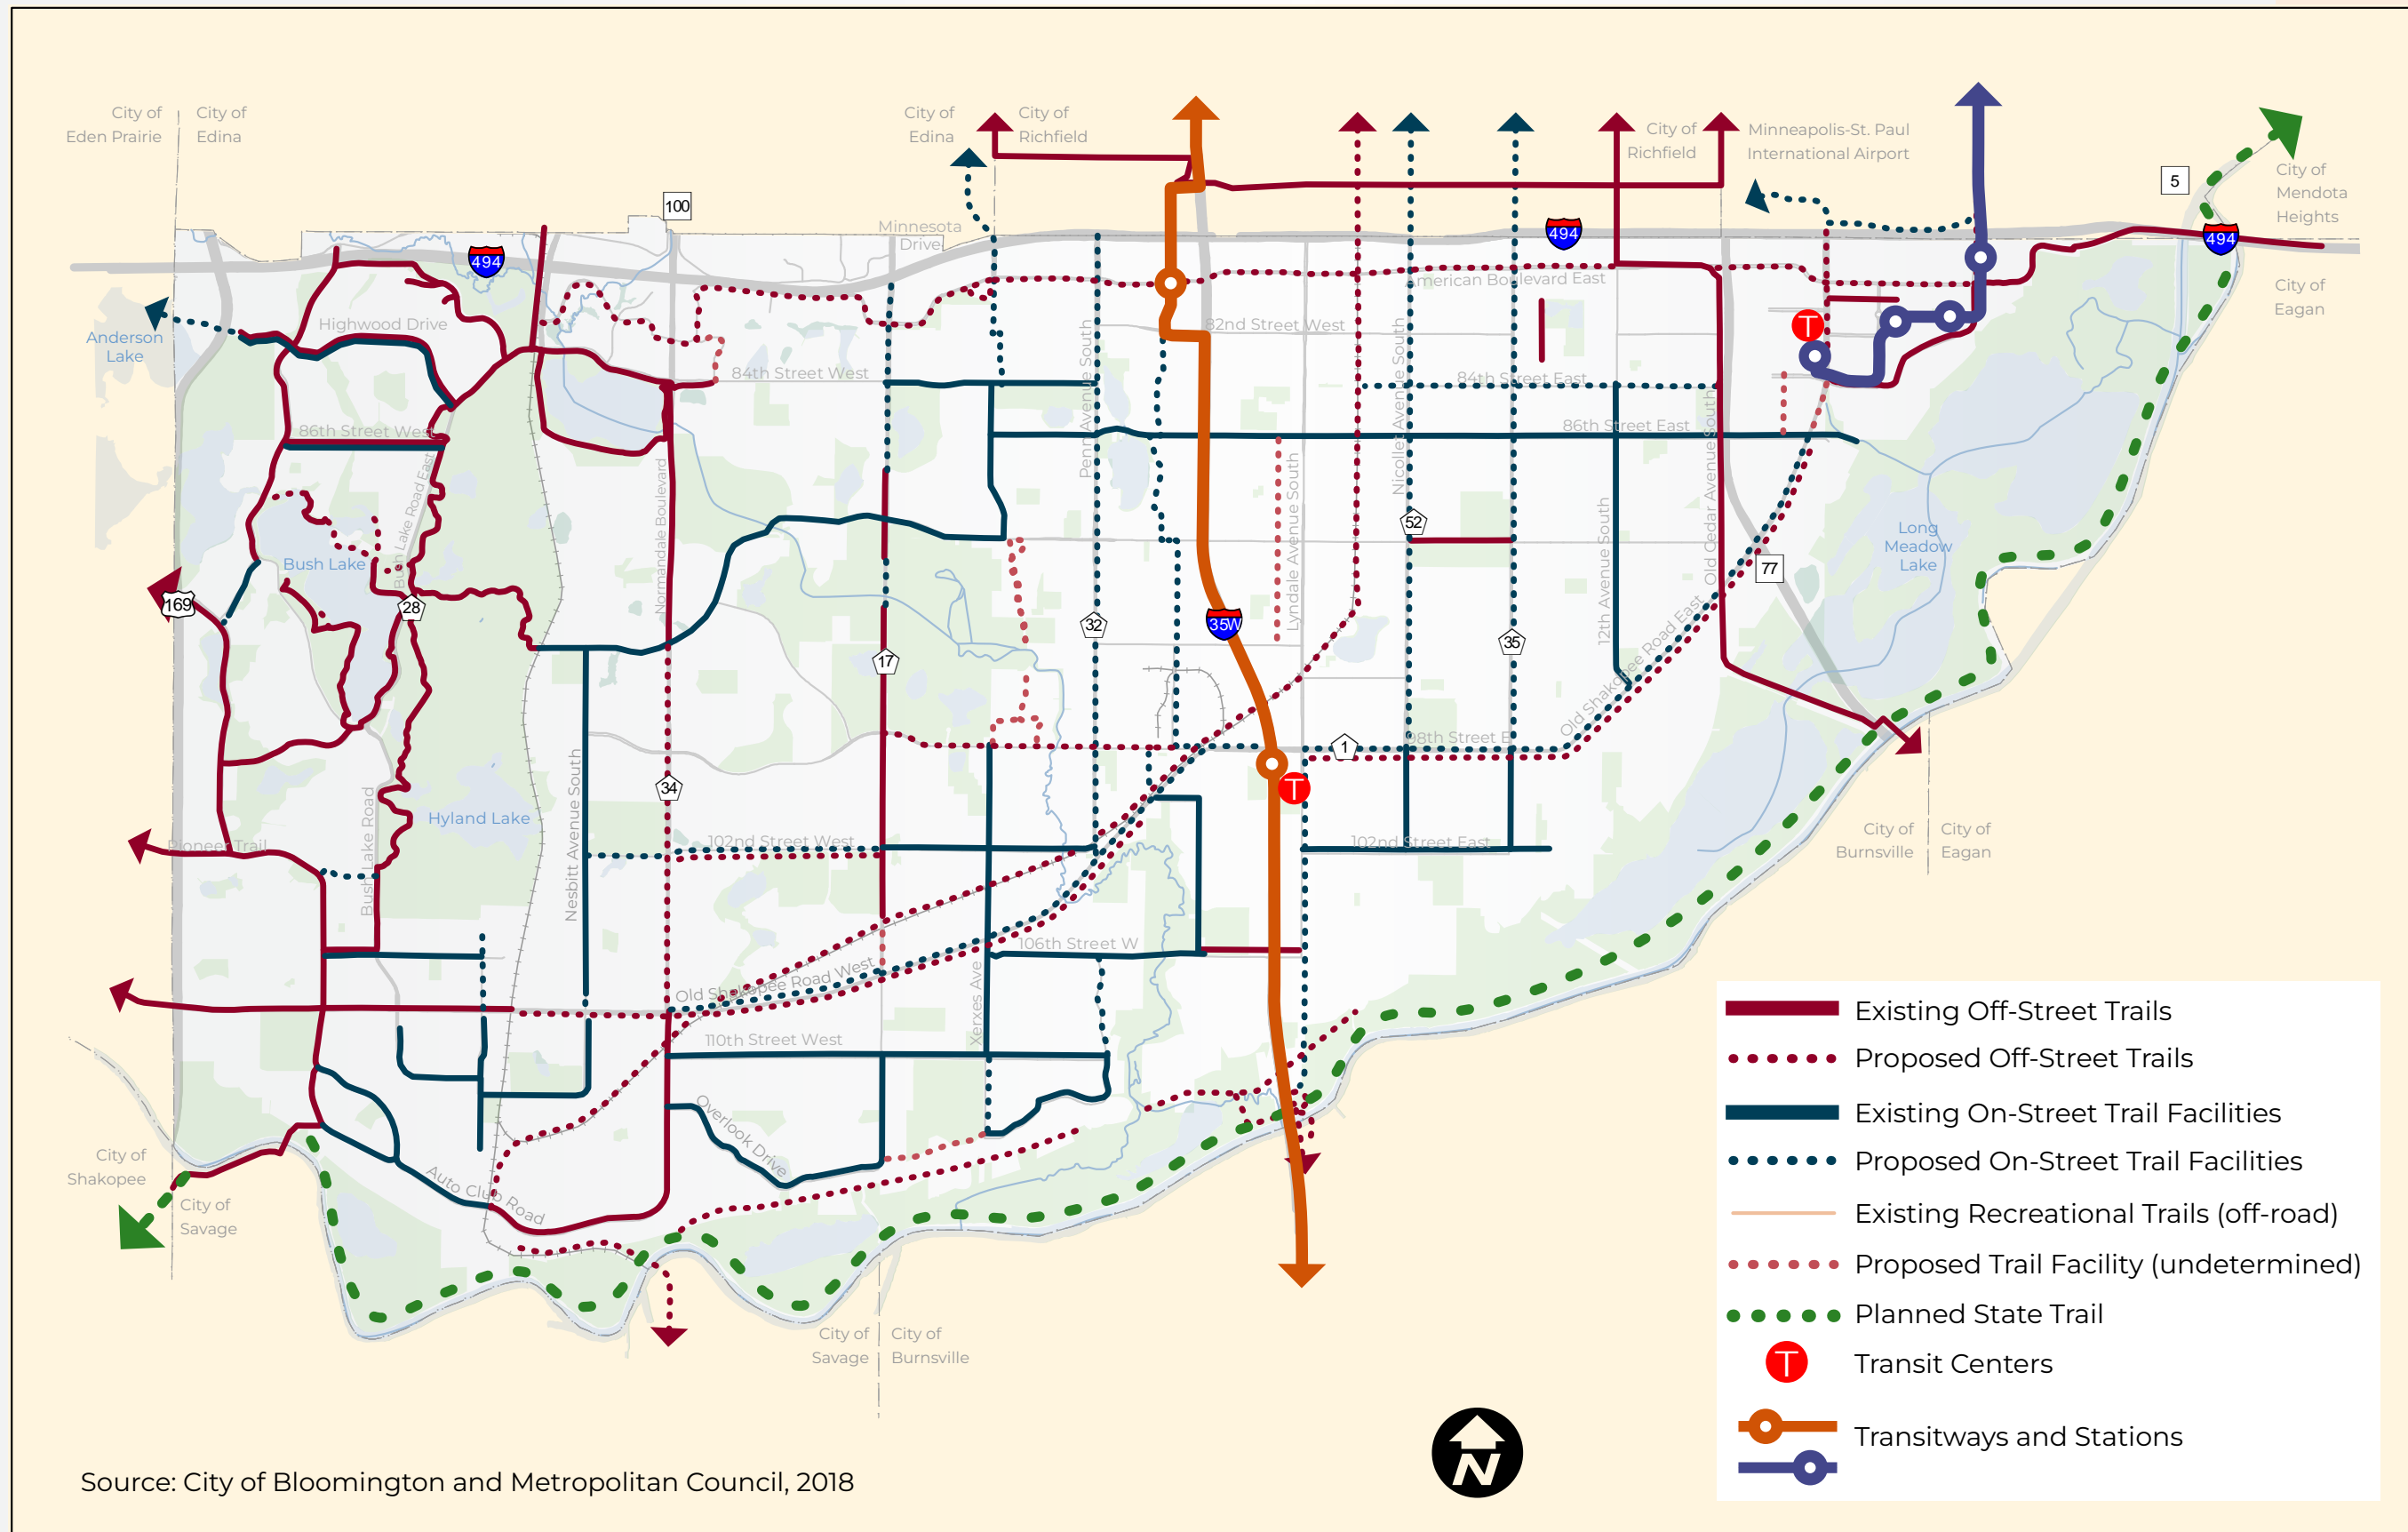 City of
Eden Prairie
City of
Edina
City of
Edina
City of
Richfield
City of
Richfield
Minneapolis-St. Paul
International Airport
City of
Mendota
Heights
5
100
Minnesota
Drive
494
494
494
City of
Eagan
American Boulevard East
Anderson
Lake
Highwood Drive
82nd Street West
T
84th Street West
84th Street East
86th Street West
86th Street East
Penn Avenue South
Nicollet Avenue South
Lyndale Avenue South
Old Cedar Avenue South
12th Avenue South
Normandale Boulevard
Bush Lake Road East
52
Bush Lake
Long
Meadow
Lake
77
169
28
32
35W
35
17
Old Shakopee Road East
1
98th Street E
34
T
Hyland Lake
Nesbitt Avenue South
Bush Lake Road
Pioneer Trail
102nd Street West
102nd Street East
City of
Burnsville
City of
Eagan
106th Street W
Old Shakopee Road West
Xerxes Ave
110th Street West
Overlook Drive
Auto Club Road
City of
Shakopee
City of
Savage
City of
Savage
City of
Burnsville
Existing Off-Street Trails
Proposed Off-Street Trails
Existing On-Street Trail Facilities
Proposed On-Street Trail Facilities
Existing Recreational Trails (off-road)
Proposed Trail Facility (undetermined)
Planned State Trail
T
Transit Centers
Transitways and Stations
N
Source: City of Bloomington and Metropolitan Council, 2018